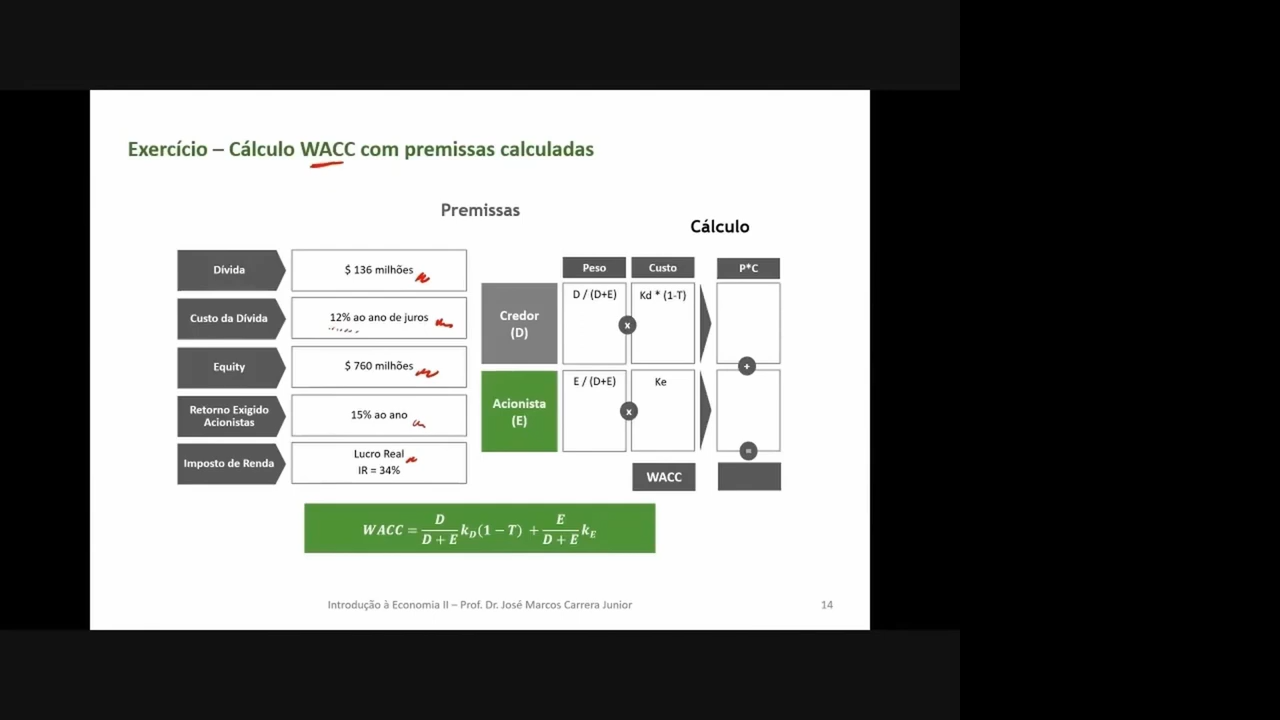 Exercício – Cálculo WACC com premissas calculadas
Premissas
Cálculo
Dívida
$ 136 milhões
Custo da Dívida
12% ao ano de juros
Equity
$ 760 milhões
Retorno Exigido
Acionistas
15% ao ano
Imposto de Renda
Lucro Real
IR = 34%
Peso
Custo
P*C
Credor
(D)
D / (D+E)
x
Kd * (1-T)
+
Acionista
(E)
E / (D+E)
x
Ke
=
WACC
WACC = D / (D + E) k_D (1 − T) + E / (D + E) k_E
Introdução à Economia II – Prof. Dr. José Marcos Carrera Junior
14